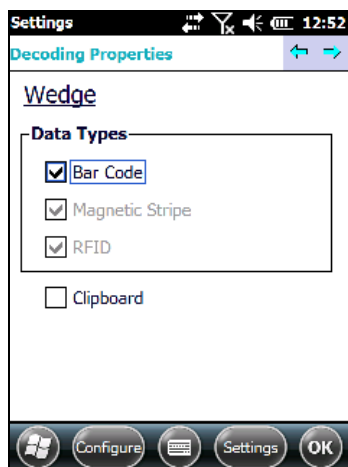 Settings 12:52
Decoding Properties
Wedge
Data Types
Bar Code
Magnetic Stripe
RFID
Clipboard
Configure Settings OK